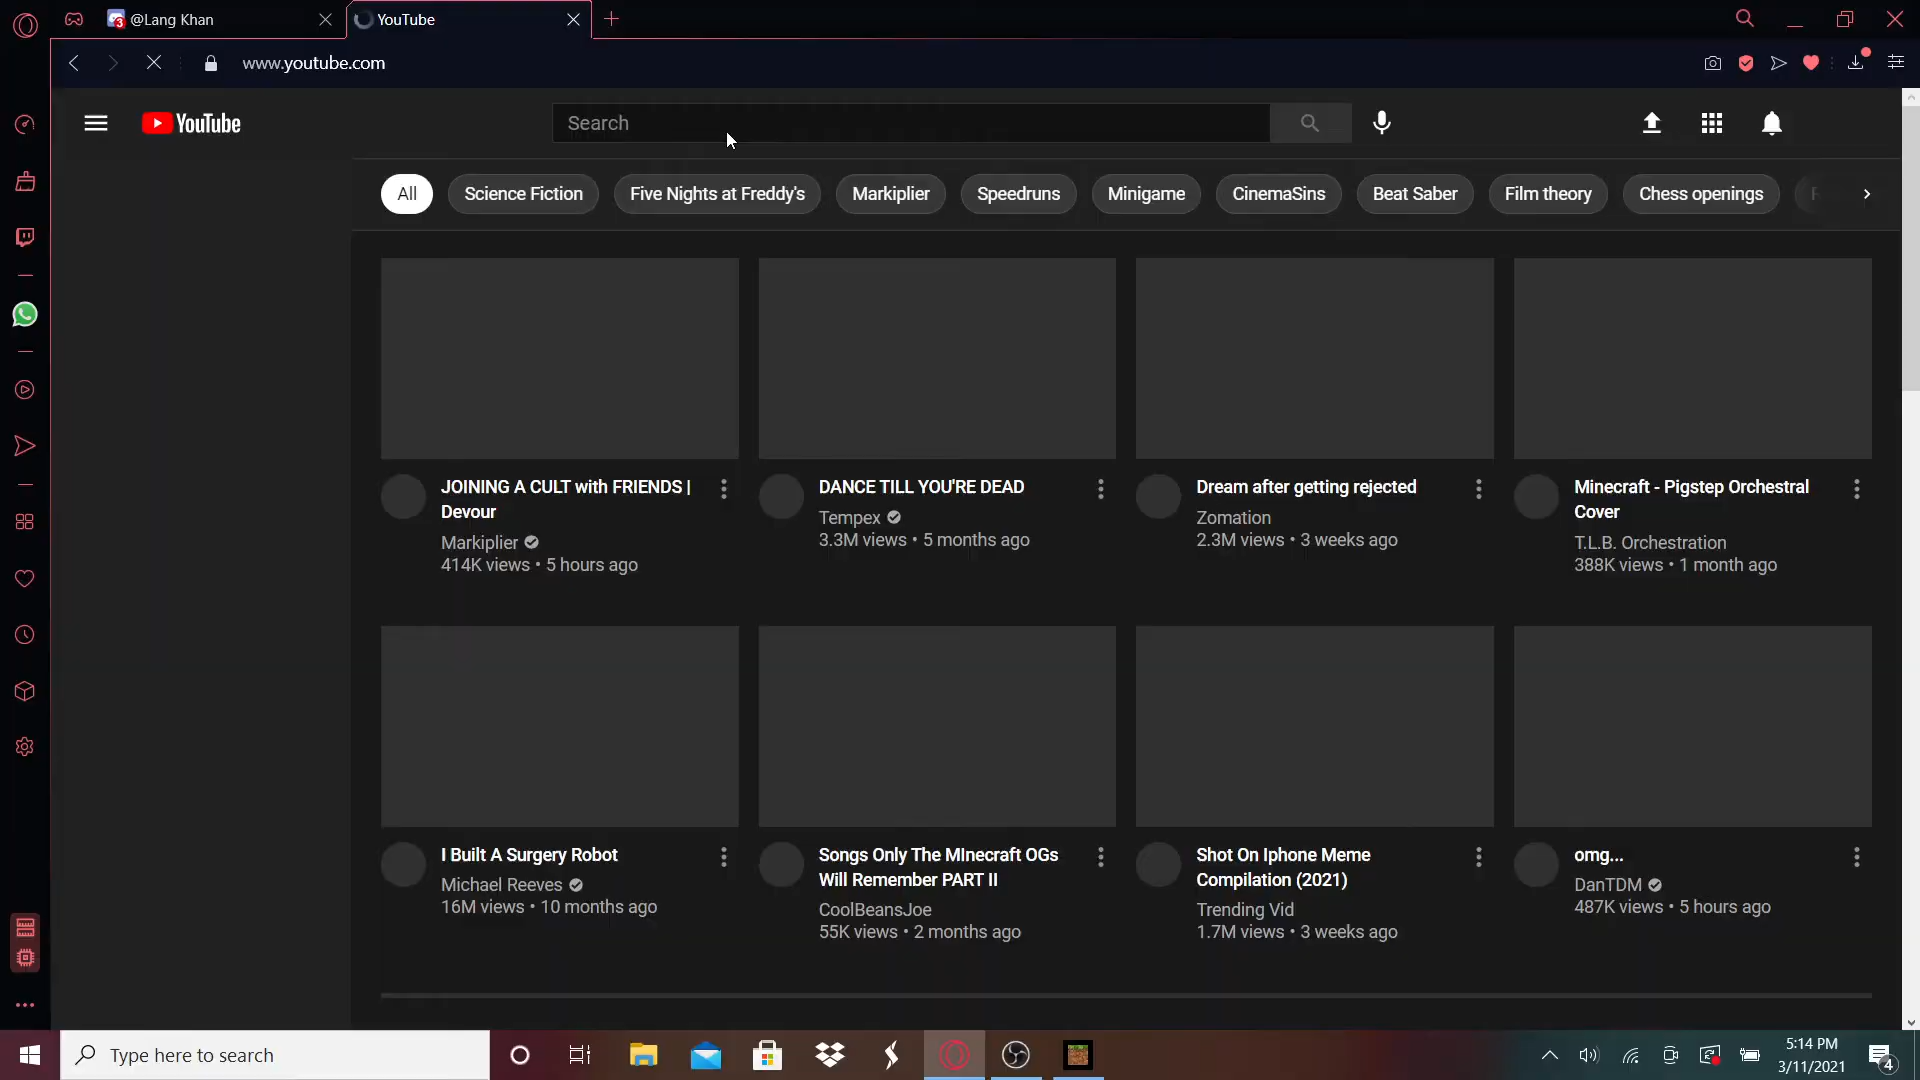 @Lang Khan
YouTube
www.youtube.com
YouTube
Search
All
Science Fiction
Five Nights at Freddy's
Markiplier
Speedruns
Minigame
CinemaSins
Beat Saber
Film theory
Chess openings
JOINING A CULT with FRIENDS |
Devour
Markiplier
414K views • 5 hours ago
DANCE TILL YOU'RE DEAD
Tempex
3.3M views • 5 months ago
Dream after getting rejected
Zomation
2.3M views • 3 weeks ago
Minecraft - Pigstep Orchestral
Cover
T.L.B. Orchestration
388K views • 1 month ago
I Built A Surgery Robot
Michael Reeves
16M views • 10 months ago
Songs Only The MInecraft OGs
Will Remember PART II
CoolBeansJoe
55K views • 2 months ago
Shot On Iphone Meme
Compilation (2021)
Trending Vid
1.7M views • 3 weeks ago
omg...
DanTDM
487K views • 5 hours ago
Type here to search
5:14 PM
3/11/2021
4